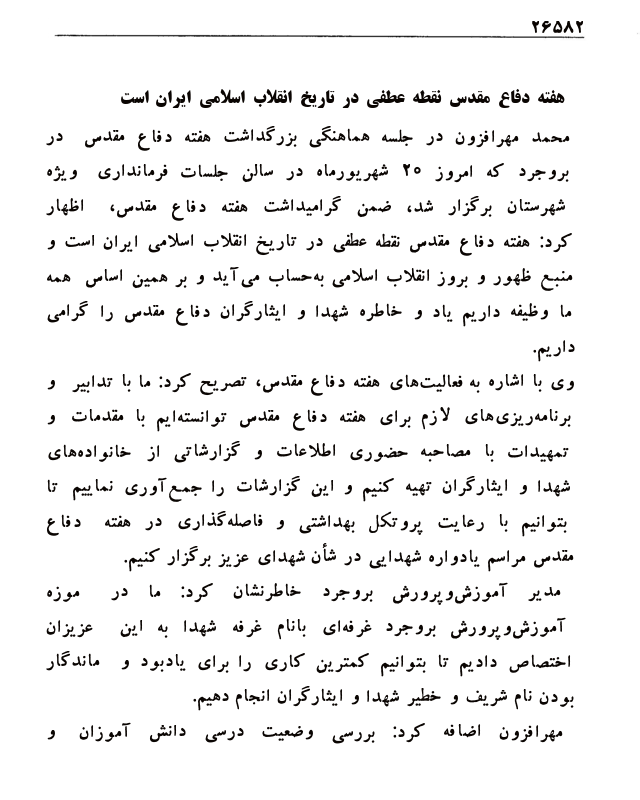 ۲۶۵۸۲
هفته دفاع مقدس نقطه عطفی در تاریخ انقلاب اسلامی ایران است
محمد مهرافزون در جلسه هماهنگی بزرگداشت هفته دفاع مقدس در
بروجرد که امروز ۲۰ شهریورماه در سالن جلسات فرمانداری ویژه
شهرستان برگزار شد، ضمن گرامیداشت هفته دفاع مقدس، اظهار
کرد: هفته دفاع مقدس نقطه عطفی در تاریخ انقلاب اسلامی ایران است و
منبع ظهور و بروز انقلاب اسلامی به‌حساب می‌آید و بر همین اساس همه
ما وظیفه داریم یاد و خاطره شهدا و ایثارگران دفاع مقدس را گرامی
داریم.
وی با اشاره به فعالیت‌های هفته دفاع مقدس، تصریح کرد: ما با تدابیر و
برنامه‌ریزی‌های لازم برای هفته دفاع مقدس توانسته‌ایم با مقدمات و
تمهیدات با مصاحبه حضوری اطلاعات و گزارشاتی از خانواده‌های
شهدا و ایثارگران تهیه کنیم و این گزارشات را جمع‌آوری نماییم تا
بتوانیم با رعایت پروتکل بهداشتی و فاصله‌گذاری در هفته دفاع
مقدس مراسم یادواره شهدایی در شأن شهدای عزیز برگزار کنیم.
مدیر آموزش‌وپرورش بروجرد خاطرنشان کرد: ما در موزه
آموزش‌وپرورش بروجرد غرفه‌ای بانام غرفه شهدا به این عزیزان
اختصاص دادیم تا بتوانیم کمترین کاری را برای یادبود و ماندگار
بودن نام شریف و خطیر شهدا و ایثارگران انجام دهیم.
مهرافزون اضافه کرد: بررسی وضعیت درسی دانش آموزان و